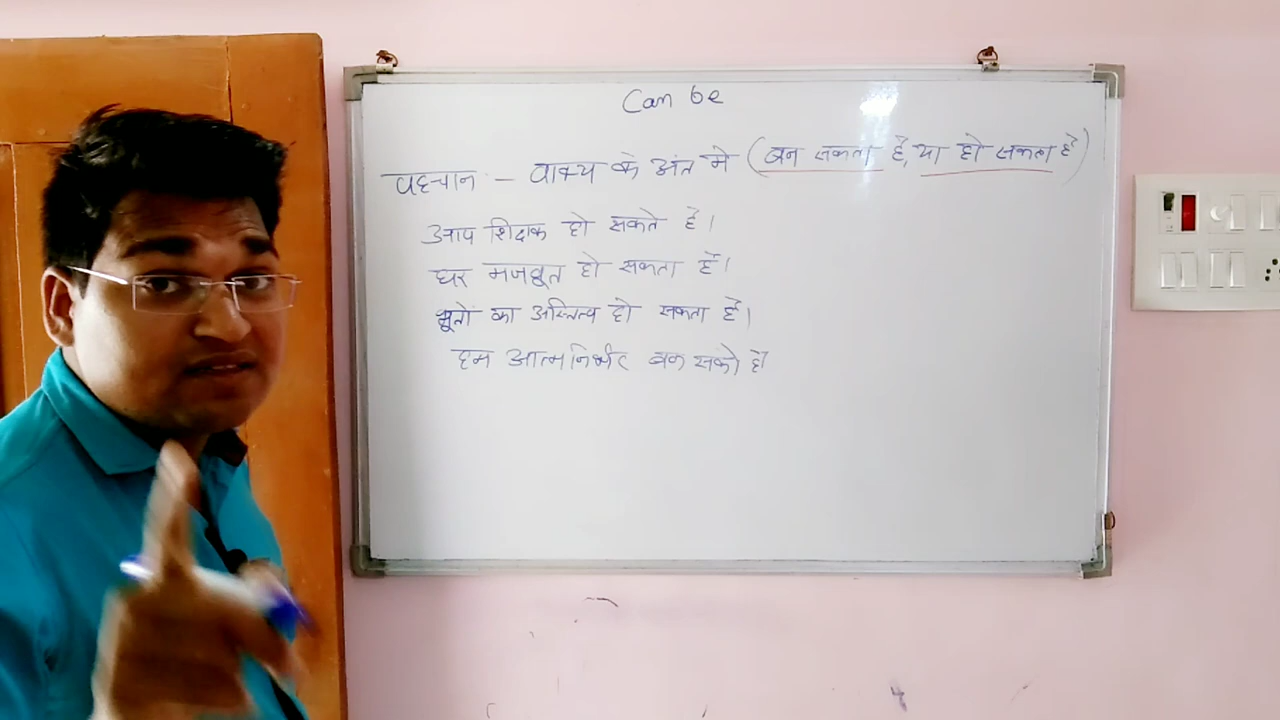 Can be
पहचान - वाक्य के अंत मे (बन सकता है, या हो सकता है)
आप शिक्षक हो सकते है।
घर मजबूत हो सकता है।
भूतो का अस्तित्व हो सकता है।
हम आत्मनिर्भर बन सकते है